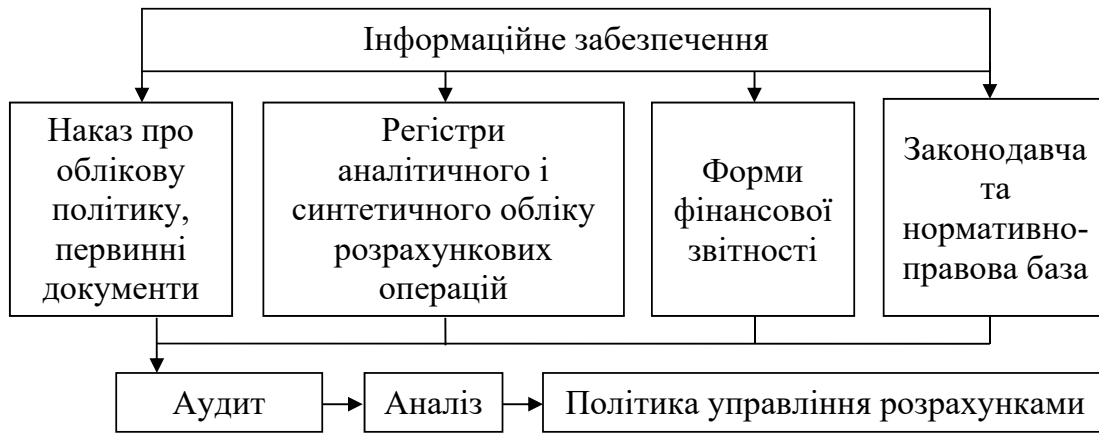 Інформаційне забезпечення
Наказ про
облікову
політику,
первинні
документи
Регістри
аналітичного і
синтетичного обліку
розрахункових
операцій
Форми
фінансової
звітності
Законодавча
та
нормативно-
правова база
Аудит
Аналіз
Політика управління розрахунками